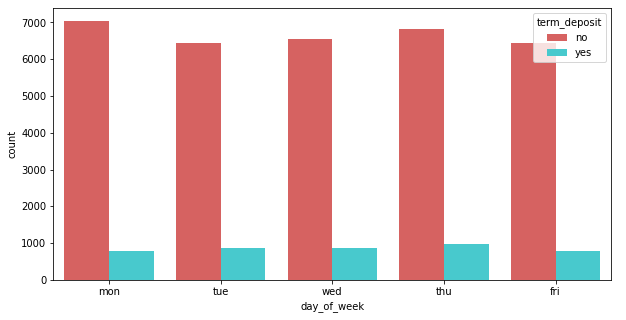 term_deposit
no
yes
7000
6000
5000
4000
3000
2000
1000
0
count
mon tue wed thu fri
day_of_week